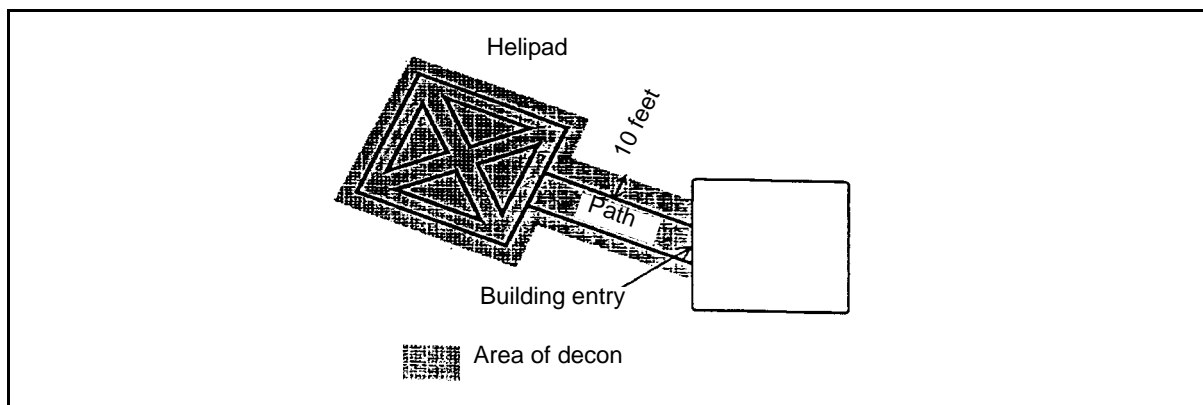 Helipad
10 feet
Path
Building entry
Area of decon